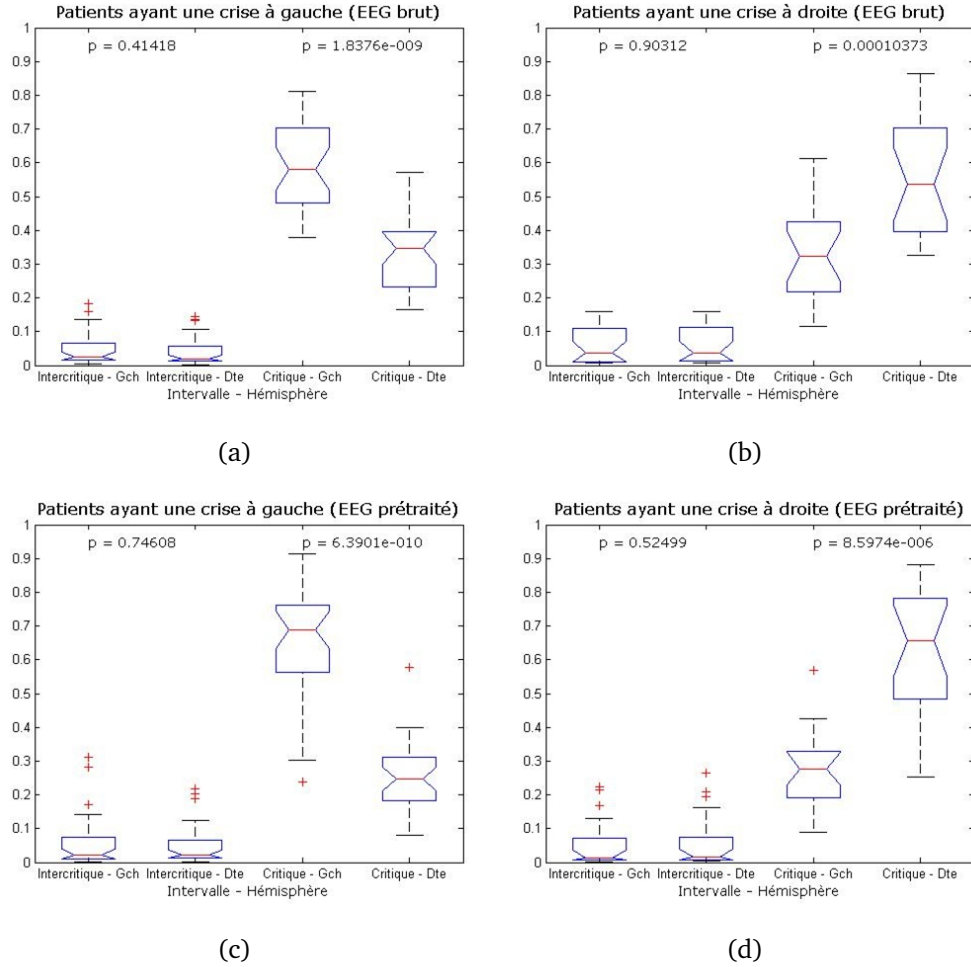 Patients ayant une crise à gauche (EEG brut)
p = 0.41418 p = 1.8376e-009
1
0.9
0.8
0.7
0.6
0.5
0.4
0.3
0.2
0.1
0
Intercritique - Gch Intercritique - Dte Critique - Gch Critique - Dte
Intervalle - Hémisphère
(a)
Patients ayant une crise à droite (EEG brut)
p = 0.90312 p = 0.00010373
1
0.9
0.8
0.7
0.6
0.5
0.4
0.3
0.2
0.1
0
Intercritique - Gch Intercritique - Dte Critique - Gch Critique - Dte
Intervalle - Hémisphère
(b)
Patients ayant une crise à gauche (EEG prétraité)
p = 0.74608 p = 6.3901e-010
1
0.9
0.8
0.7
0.6
0.5
0.4
0.3
0.2
0.1
0
Intercritique - Gch Intercritique - Dte Critique - Gch Critique - Dte
Intervalle - Hémisphère
(c)
Patients ayant une crise à droite (EEG prétraité)
p = 0.52499 p = 8.5974e-006
1
0.9
0.8
0.7
0.6
0.5
0.4
0.3
0.2
0.1
0
Intercritique - Gch Intercritique - Dte Critique - Gch Critique - Dte
Intervalle - Hémisphère
(d)